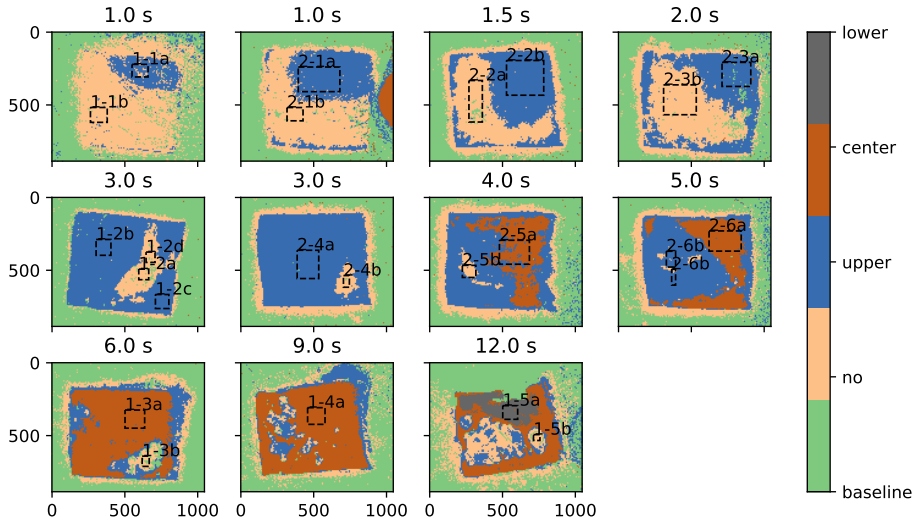 1.0 s 1.0 s 1.5 s 2.0 s
0 lower
1-1a 2-1a 2-2b 2-3a
2-2a 2-3b
1-1b 2-1b
500
center
3.0 s 3.0 s 4.0 s 5.0 s
0
1-2b 2-4a 2-5a 2-6a
1-2d 2-6b
1-2a 2-4b 2-5b 2-6b
500 upper
1-2c
6.0 s 9.0 s 12.0 s
0
1-3a 1-4a 1-5a
no
500 1-5b
1-3b
baseline
0 500 1000 0 500 1000 0 500 1000